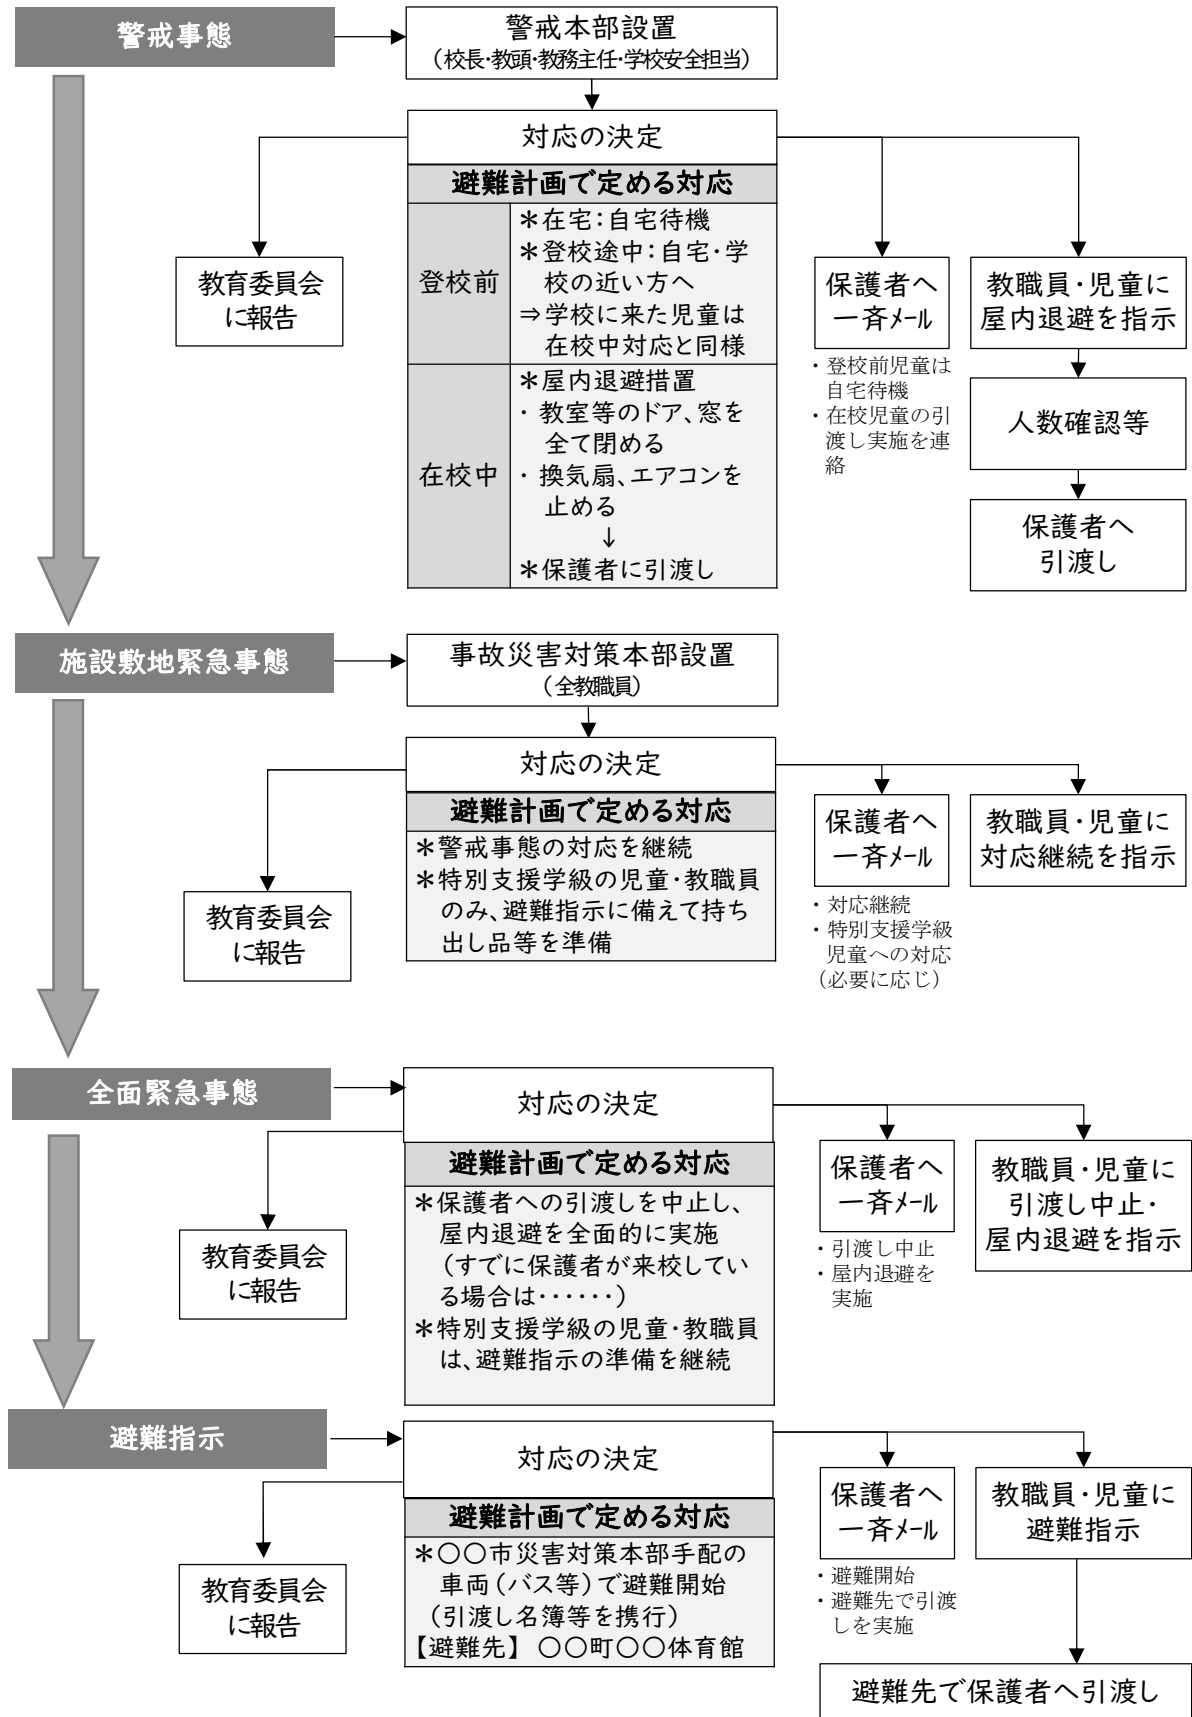 警戒事態
警戒本部設置
（校長・教頭・教務主任・学校安全担当）
対応の決定
避難計画で定める対応
登校前
＊在宅：自宅待機
＊登校途中：自宅・学
校の近い方へ
⇒学校に来た児童は
在校中対応と同様
在校中
＊屋内退避措置
・教室等のドア、窓を
全て閉める
・換気扇、エアコンを
止める
↓
＊保護者に引渡し
教育委員会
に報告
保護者へ
一斉メール
・登校前児童は
自宅待機
・在校児童の引
渡し実施を連
絡
教職員・児童に
屋内退避を指示
人数確認等
保護者へ
引渡し
施設敷地緊急事態
事故災害対策本部設置
（全教職員）
対応の決定
避難計画で定める対応
＊警戒事態の対応を継続
＊特別支援学級の児童・教職員
のみ、避難指示に備えて持ち
出し品等を準備
教育委員会
に報告
保護者へ
一斉メール
・対応継続
・特別支援学級
児童への対応
（必要に応じ）
教職員・児童に
対応継続を指示
全面緊急事態
対応の決定
避難計画で定める対応
＊保護者への引渡しを中止し、
屋内退避を全面的に実施
（すでに保護者が来校してい
る場合は・・・・・・）
＊特別支援学級の児童・教職員
は、避難指示の準備を継続
教育委員会
に報告
保護者へ
一斉メール
・引渡し中止
・屋内退避を
実施
教職員・児童に
引渡し中止・
屋内退避を指示
避難指示
対応の決定
避難計画で定める対応
＊○○市災害対策本部手配の
車両（バス等）で避難開始
（引渡し名簿等を携行）
【避難先】 ○○町○○体育館
教育委員会
に報告
保護者へ
一斉メール
・避難開始
・避難先で引渡
しを実施
教職員・児童に
避難指示
避難先で保護者へ引渡し